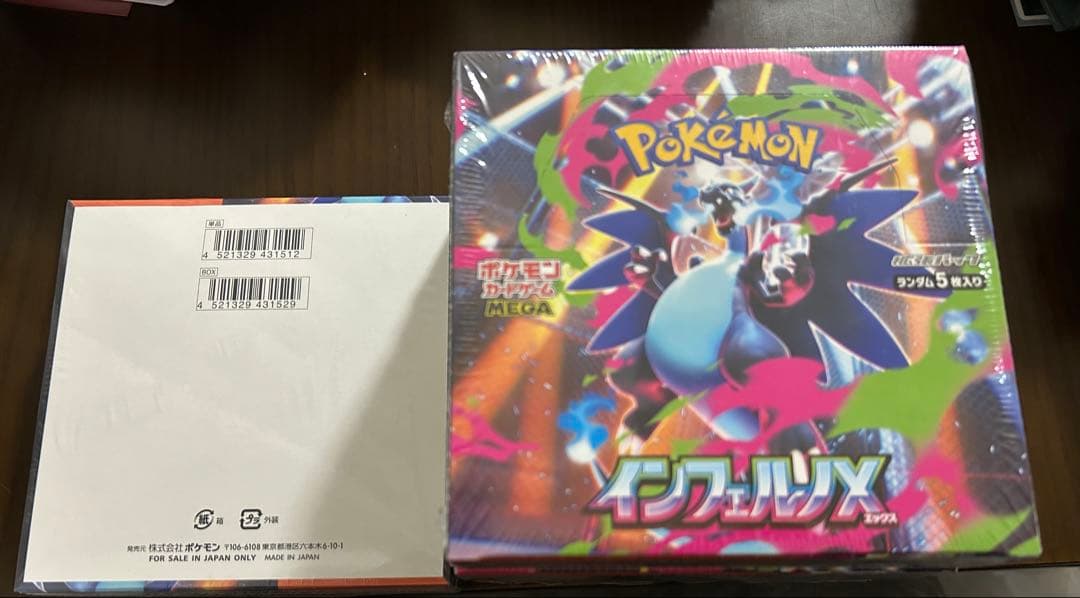 単品
4 521329 431512
BOX
4 521329 431529
紙 箱
プラ 外装
発売元 株式会社ポケモン 〒106-6108 東京都港区六本木6-10-1
FOR SALE IN JAPAN ONLY MADE IN JAPAN
POKéMON
ポケモン
カードゲーム
MEGA
拡張パック
ランダム5枚入り
インフェルノX
エックス